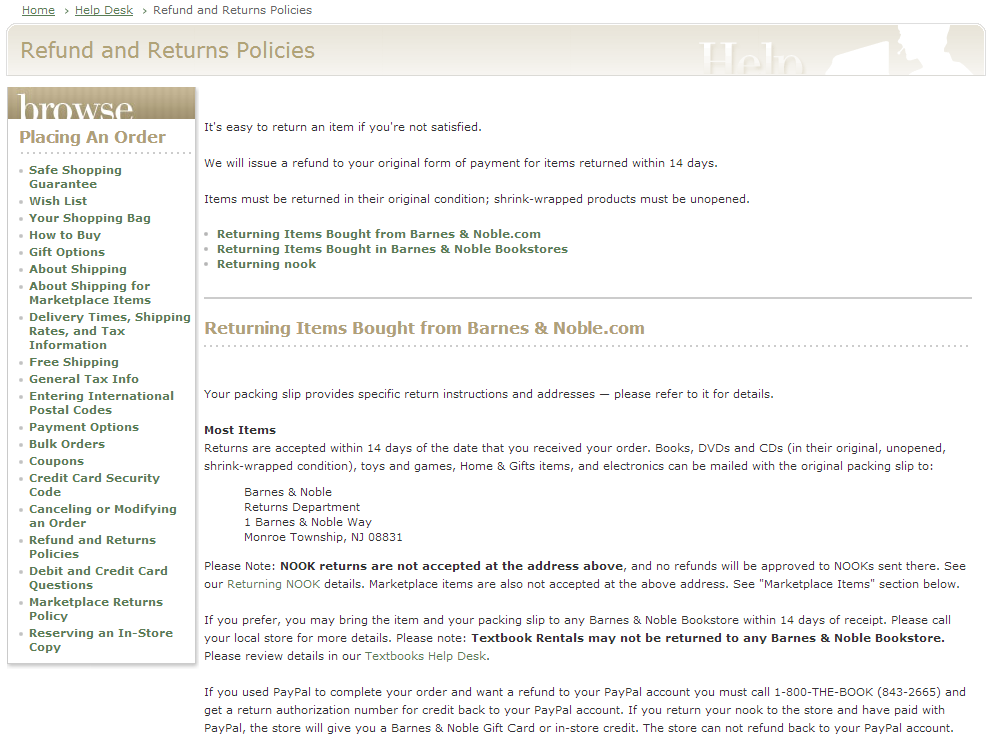 Home › Help Desk › Refund and Returns Policies
Refund and Returns Policies
Help
browse
Placing An Order
Safe Shopping
Guarantee
Wish List
Your Shopping Bag
How to Buy
Gift Options
About Shipping
About Shipping for
Marketplace Items
Delivery Times, Shipping
Rates, and Tax
Information
Free Shipping
General Tax Info
Entering International
Postal Codes
Payment Options
Bulk Orders
Coupons
Credit Card Security
Code
Canceling or Modifying
an Order
Refund and Returns
Policies
Debit and Credit Card
Questions
Marketplace Returns
Policy
Reserving an In-Store
Copy
It's easy to return an item if you're not satisfied.
We will issue a refund to your original form of payment for items returned within 14 days.
Items must be returned in their original condition; shrink-wrapped products must be unopened.
Returning Items Bought from Barnes & Noble.com
Returning Items Bought in Barnes & Noble Bookstores
Returning nook
Returning Items Bought from Barnes & Noble.com
Your packing slip provides specific return instructions and addresses — please refer to it for details.
Most Items
Returns are accepted within 14 days of the date that you received your order. Books, DVDs and CDs (in their original, unopened,
shrink-wrapped condition), toys and games, Home & Gifts items, and electronics can be mailed with the original packing slip to:
Barnes & Noble
Returns Department
1 Barnes & Noble Way
Monroe Township, NJ 08831
Please Note: NOOK returns are not accepted at the address above, and no refunds will be approved to NOOKs sent there. See
our Returning NOOK details. Marketplace items are also not accepted at the above address. See "Marketplace Items" section below.
If you prefer, you may bring the item and your packing slip to any Barnes & Noble Bookstore within 14 days of receipt. Please call
your local store for more details. Please note: Textbook Rentals may not be returned to any Barnes & Noble Bookstore.
Please review details in our Textbooks Help Desk.
If you used PayPal to complete your order and want a refund to your PayPal account you must call 1-800-THE-BOOK (843-2665) and
get a return authorization number for credit back to your PayPal account. If you return your nook to the store and have paid with
PayPal, the store will give you a Barnes & Noble Gift Card or in-store credit. The store can not refund back to your PayPal account.